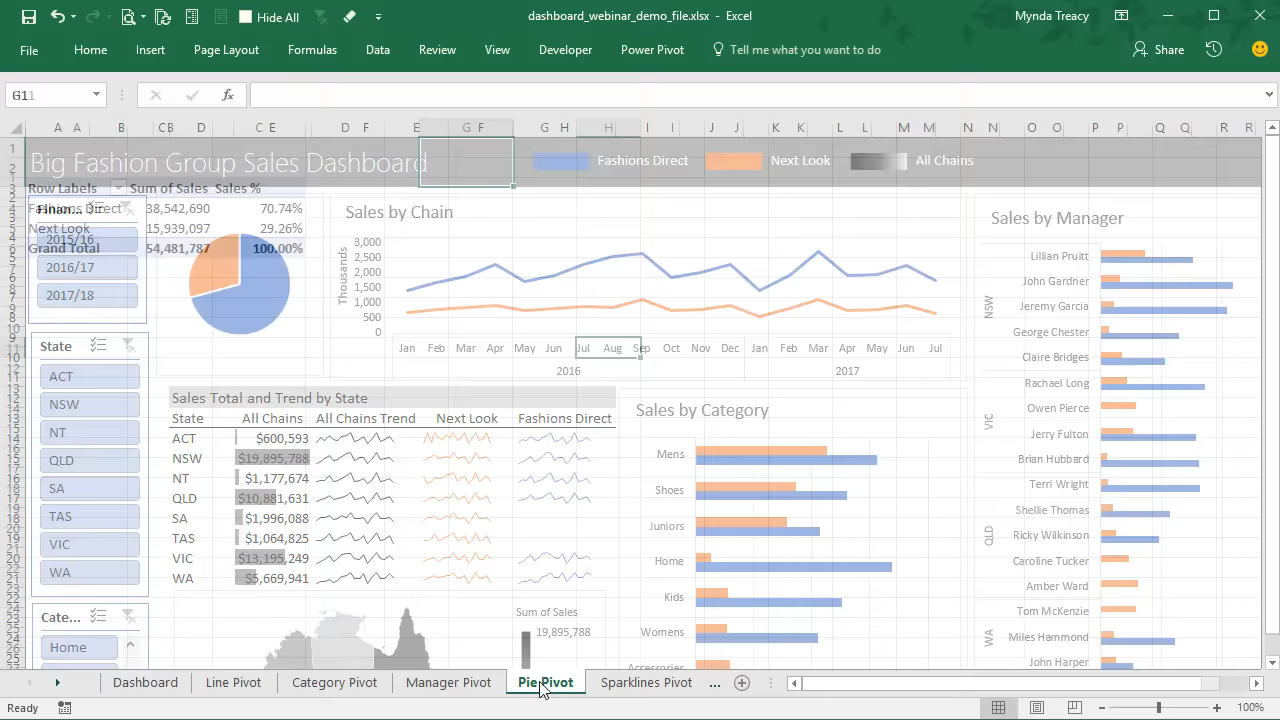 Hide All
dashboard_webinar_demo_file.xlsx - Excel
Mynda Treacy
File Home Insert Page Layout Formulas Data Review View Developer Power Pivot Tell me what you want to do Share
fx
Big Fashion Group Sales Dashboard
Fashions Direct Next Look All Chains
Row Labels Sum of Sales Sales %
Fashions Direct 38,542,690 70.74%
Next Look 15,939,097 29.26%
Grand Total 54,481,787 100.00%
Finan...
2015/16
2016/17
2017/18
State
ACT
NSW
NT
QLD
SA
TAS
VIC
WA
Cate...
Home
Sales by Chain
Thousands
3,000
2,500
2,000
1,500
1,000
500
0
Jan Feb Mar Apr May Jun Jul Aug Sep Oct Nov Dec Jan Feb Mar Apr May Jun Jul
2016 2017
Sales Total and Trend by State
State All Chains All Chains Trend Next Look Fashions Direct
ACT $600,593
NSW $19,895,788
NT $1,177,674
QLD $10,881,631
SA $1,996,088
TAS $1,064,825
VIC $13,195,249
WA $5,669,941
Sum of Sales
19,895,788
Sales by Category
Mens
Shoes
Juniors
Home
Kids
Womens
Accessories
Sales by Manager
NSW
Lillian Pruitt
John Gardner
Jeremy Garcia
George Chester
Claire Bridges
VIC
Rachael Long
Owen Pierce
Jerry Fulton
Brian Hubbard
QLD
Terri Wright
Shellie Thomas
Ricky Wilkinson
Caroline Tucker
Amber Ward
WA
Tom McKenzie
Miles Hammond
John Harper
Dashboard Line Pivot Category Pivot Manager Pivot Pie Pivot Sparklines Pivot ...
Ready
100%